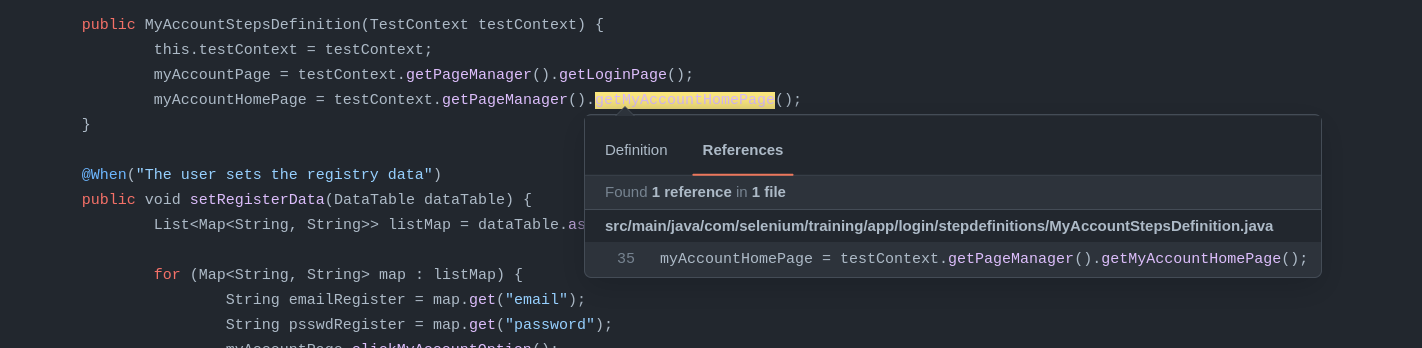 public MyAccountStepsDefinition(TestContext testContext) {
this.testContext = testContext;
myAccountPage = testContext.getPageManager().getLoginPage();
myAccountHomePage = testContext.getPageManager().getMyAccountHomePage();
}
@When("The user sets the registry data")
public void setRegisterData(DataTable dataTable) {
List<Map<String, String>> listMap = dataTable.as
for (Map<String, String> map : listMap) {
String emailRegister = map.get("email");
String psswdRegister = map.get("password");
myAccountPage.clickMyAccountOption();
Definition References
Found 1 reference in 1 file
src/main/java/com/selenium/training/app/login/stepdefinitions/MyAccountStepsDefinition.java
35 myAccountHomePage = testContext.getPageManager().getMyAccountHomePage();